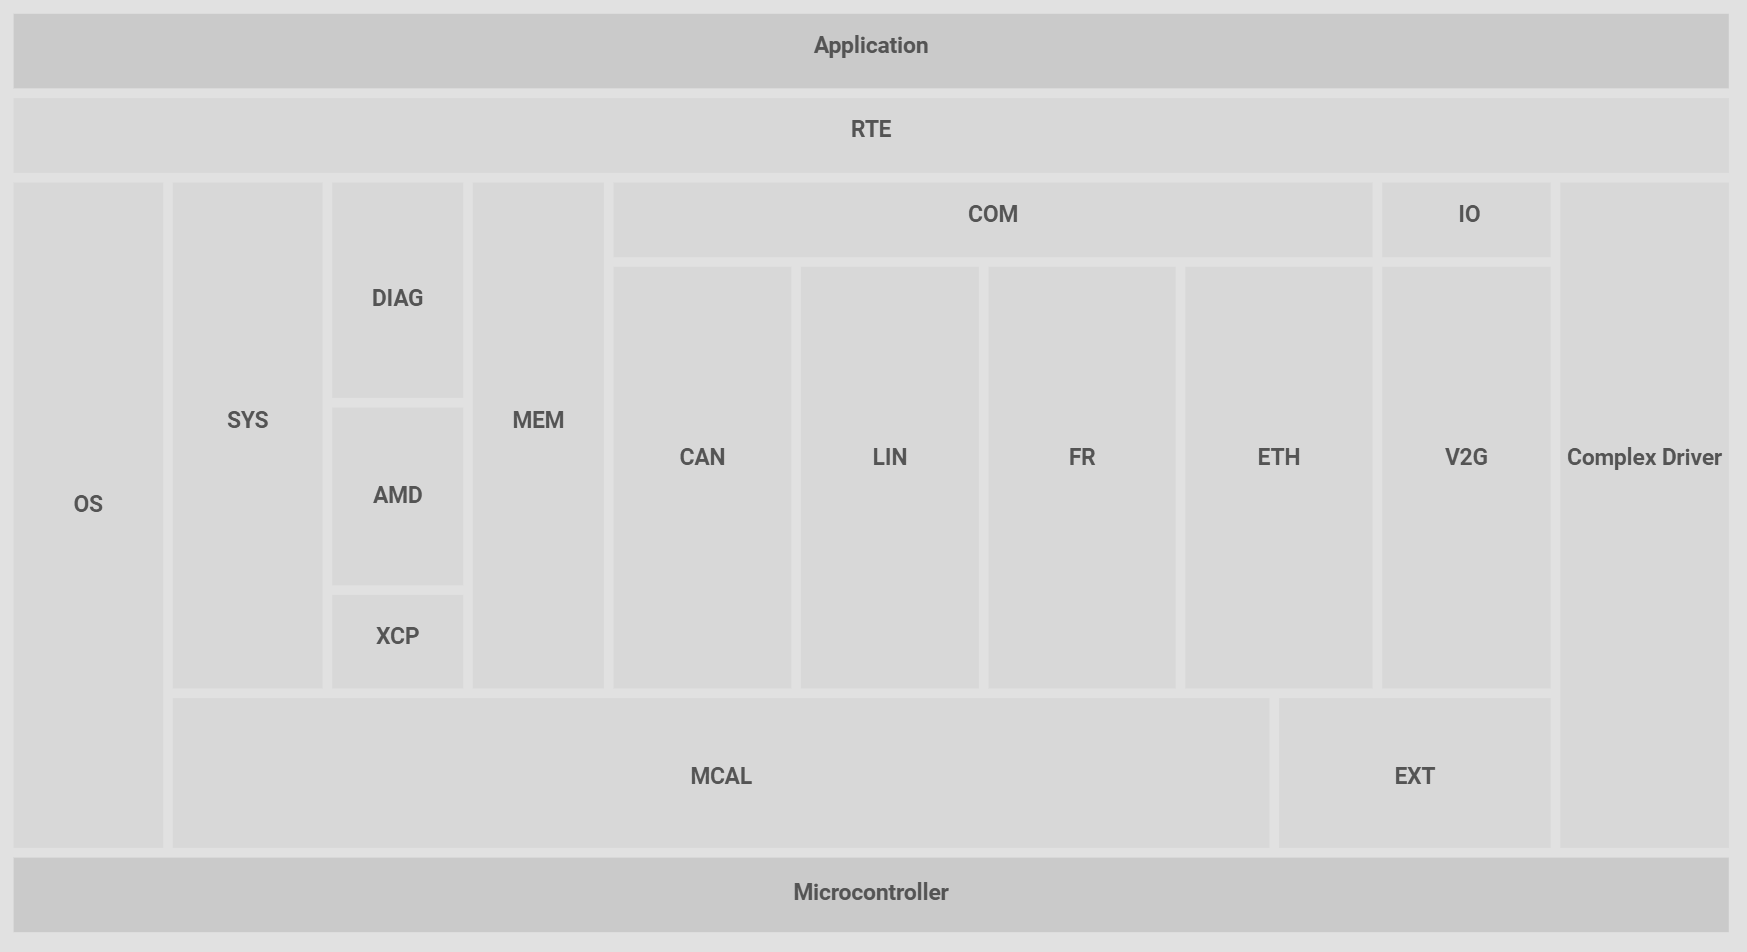 Application
RTE
OS
SYS
DIAG
AMD
XCP
MEM
COM
CAN
LIN
FR
ETH
IO
V2G
Complex Driver
MCAL
EXT
Microcontroller